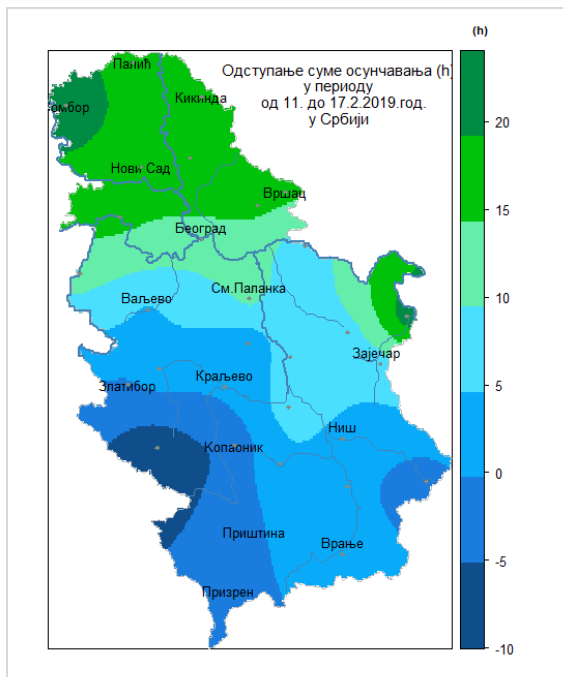 (h)
Одступање суме осунчавања (h)
у периоду
од 11. до 17.2.2019.год.
у Србији
Палић
омбор
Кикинда
Нови Сад
Вршац
Београд
См.Паланка
Ваљево
Зајечар
Краљево
Златибор
Ниш
Копаоник
Приштина
Врање
Призрен
20
15
10
5
0
-5
-10